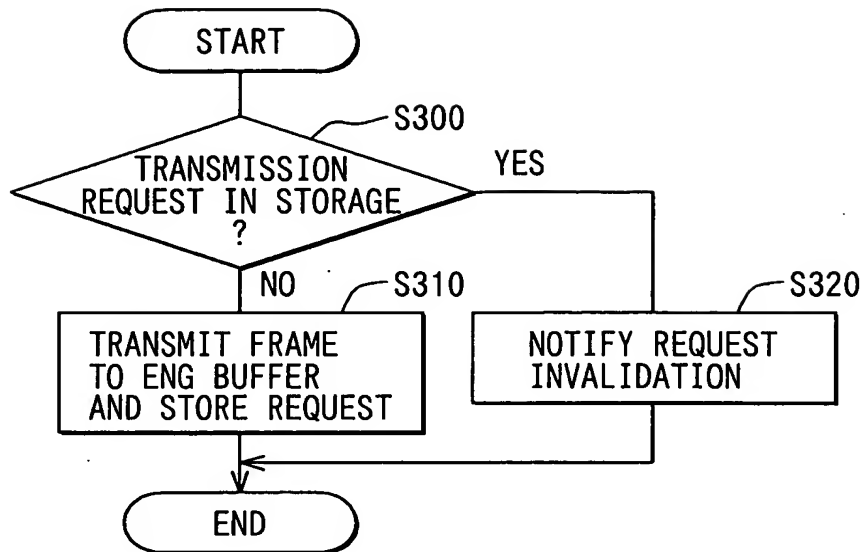 START
S300
TRANSMISSION
REQUEST IN STORAGE
?
YES
NO
S310
TRANSMIT FRAME
TO ENG BUFFER
AND STORE REQUEST
S320
NOTIFY REQUEST
INVALIDATION
END